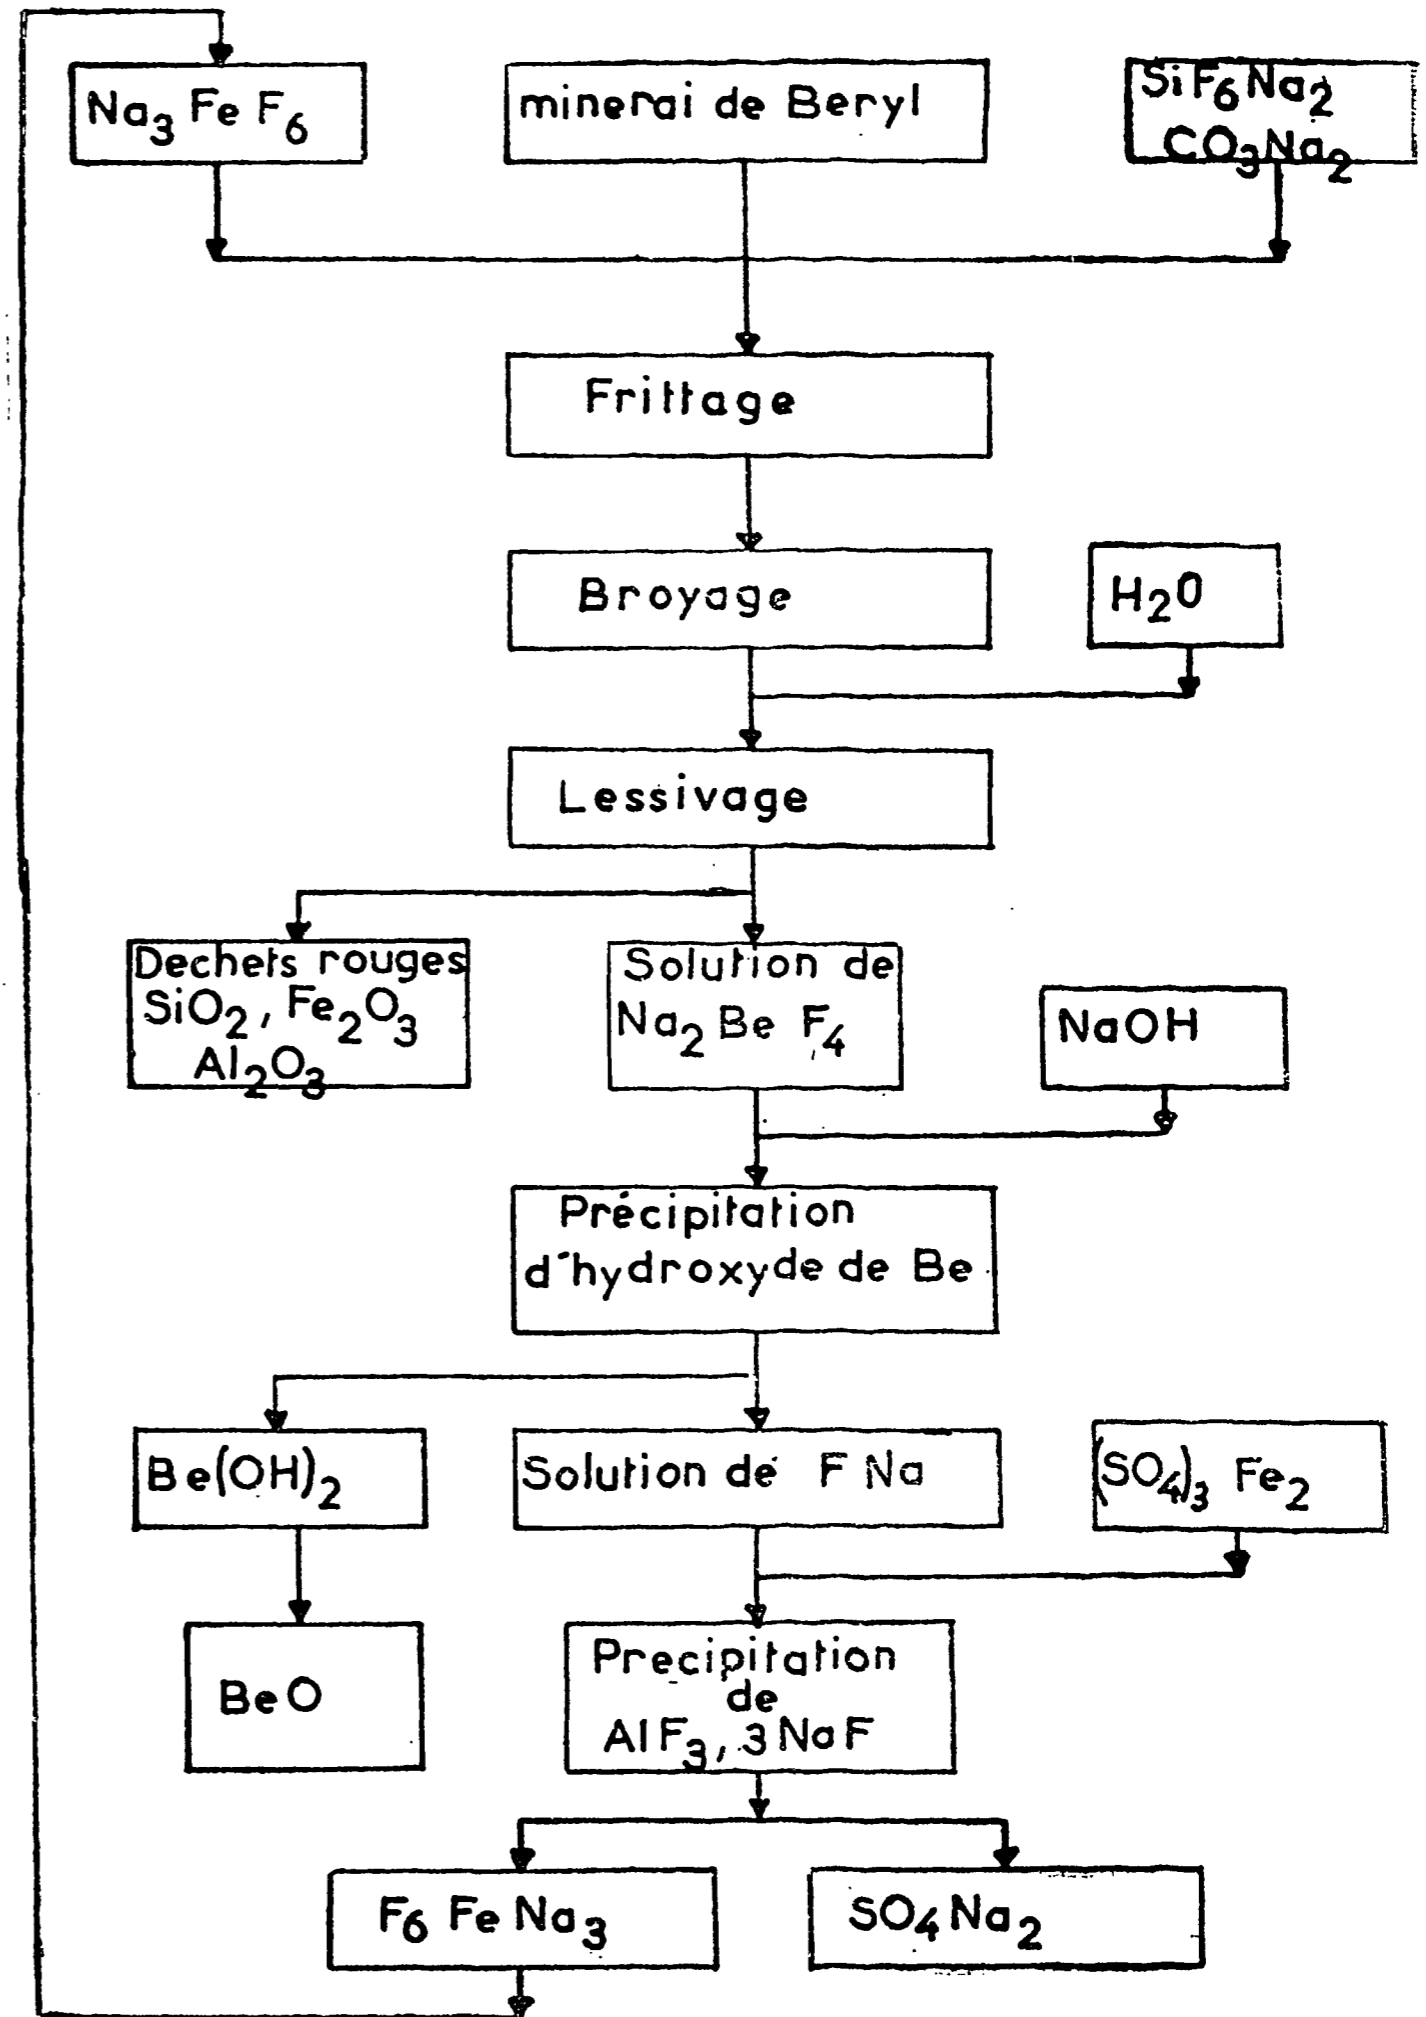 Na3 Fe F6
minerai de Beryl
SiF6Na2
CO3Na2
Frittage
Broyage
H2O
Lessivage
Dechets rouges
SiO2, Fe2O3
Al2O3
Solution de
Na2 Be F4
NaOH
Précipitation
d'hydroxyde de Be
Be(OH)2
Solution de F Na
(SO4)3 Fe2
BeO
Precipitation
de
AlF3, 3NaF
F6 Fe Na3
SO4 Na2